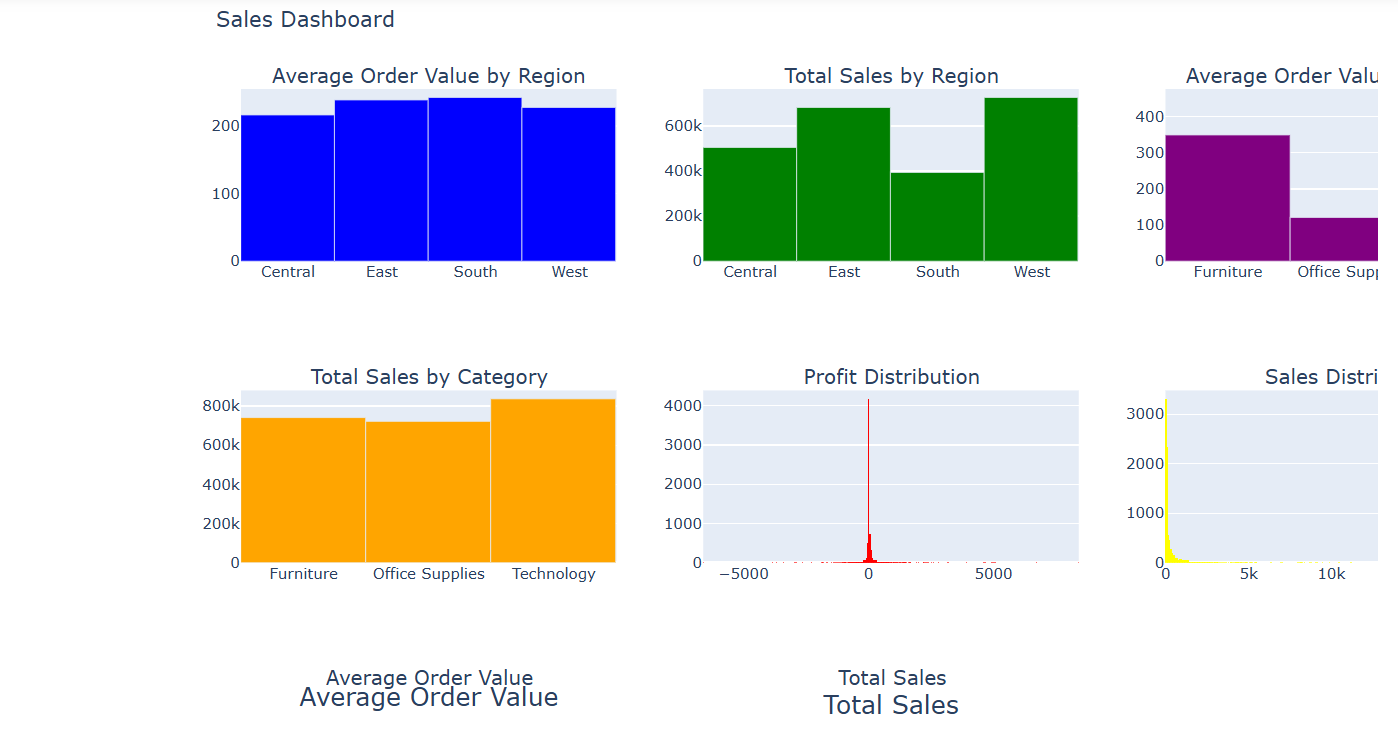 Sales Dashboard
Average Order Value by Region
200
100
0
Central East South West
Total Sales by Region
600k
400k
200k
0
Central East South West
Average Order Valu
400
300
200
100
0
Furniture Office Supp
Total Sales by Category
800k
600k
400k
200k
0
Furniture Office Supplies Technology
Profit Distribution
4000
3000
2000
1000
0
−5000 0 5000
Sales Distri
3000
2000
1000
0
0 5k 10k
Average Order Value
Average Order Value
Total Sales
Total Sales